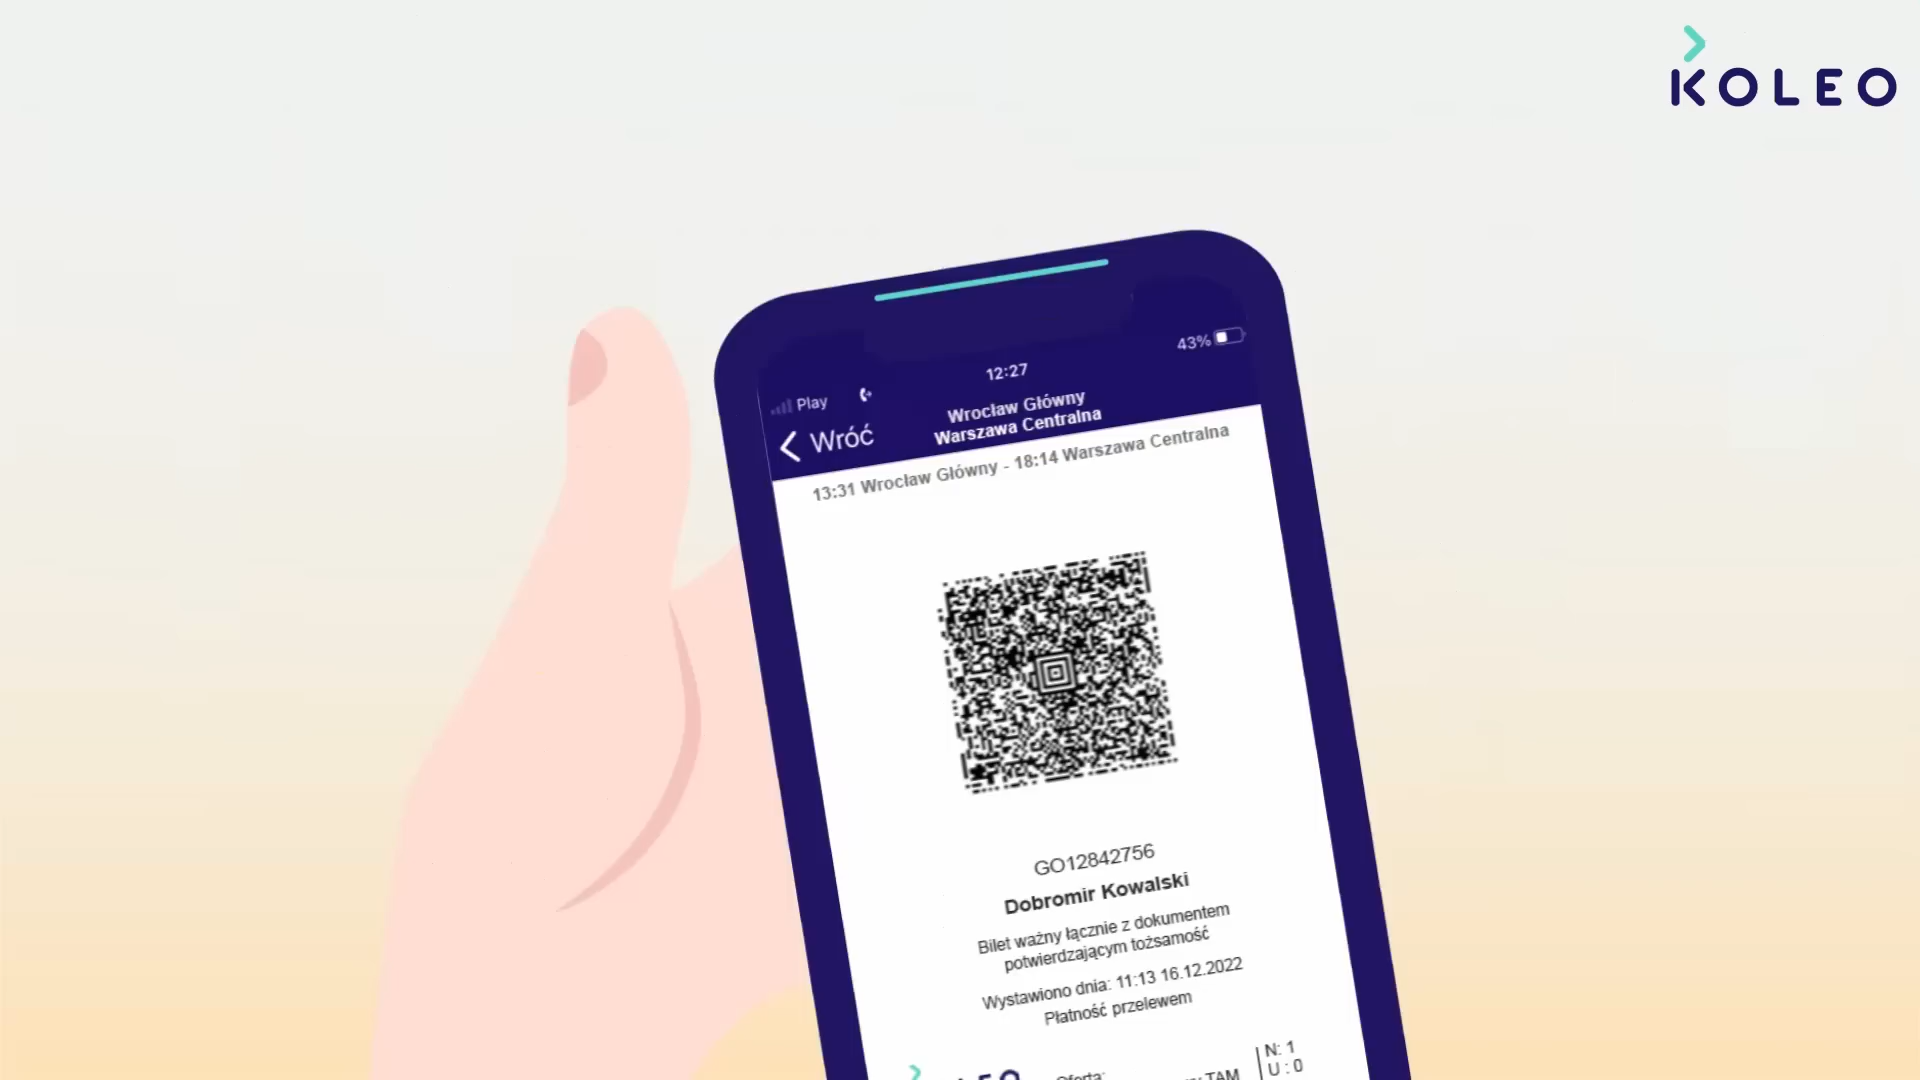 KOLEO
43%
12:27
Play
Wróć
Wrocław Główny
Warszawa Centralna
13:31 Wrocław Główny - 18:14 Warszawa Centralna
GO12842756
Dobromir Kowalski
Bilet ważny łącznie z dokumentem
potwierdzającym tożsamość
Wystawiono dnia: 11:13 16.12.2022
Płatność przelewem
Oferta:
TAM
N: 1
U : 0